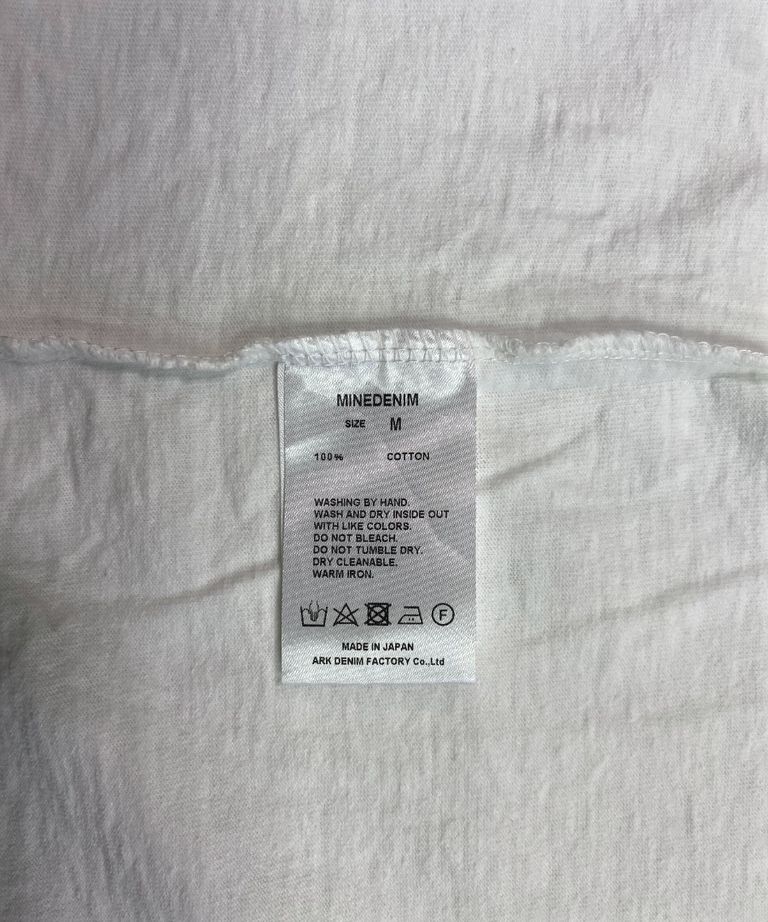 MINEDENIM
SIZE M
100% COTTON
WASHING BY HAND.
WASH AND DRY INSIDE OUT
WITH LIKE COLORS.
DO NOT BLEACH.
DO NOT TUMBLE DRY.
DRY CLEANABLE.
WARM IRON.
F
MADE IN JAPAN
ARK DENIM FACTORY Co.,Ltd